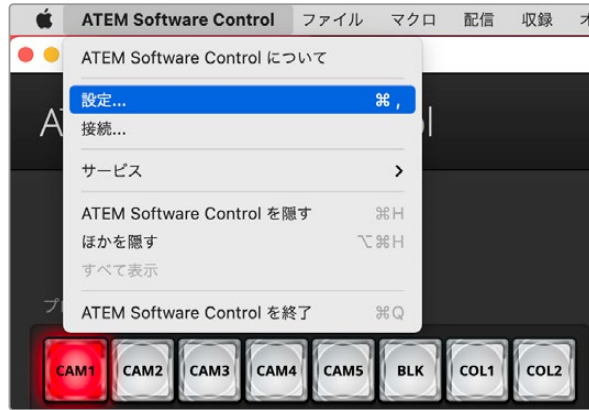 ATEM Software Control ファイル マクロ 配信 収録
ATEM Software Control について
設定... ⌘ ,
接続...
サービス
ATEM Software Control を隠す ⌘H
ほかを隠す ⌥⌘H
すべて表示
ATEM Software Control を終了 ⌘Q
CAM1 CAM2 CAM3 CAM4 CAM5 BLK COL1 COL2